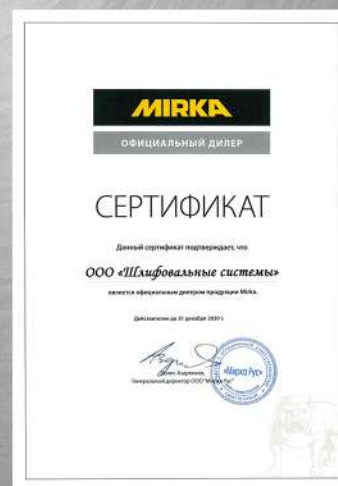 MIRKA
ОФИЦИАЛЬНЫЙ ДИЛЕР
СЕРТИФИКАТ
Данный сертификат подтверждает, что
ООО «Шлифовальные системы»
является официальным дилером продукции Mirka.
Действителен до 31 декабря 2020 г.
Генеральный директор ООО "Мирка Рус"
«Мирка Рус»